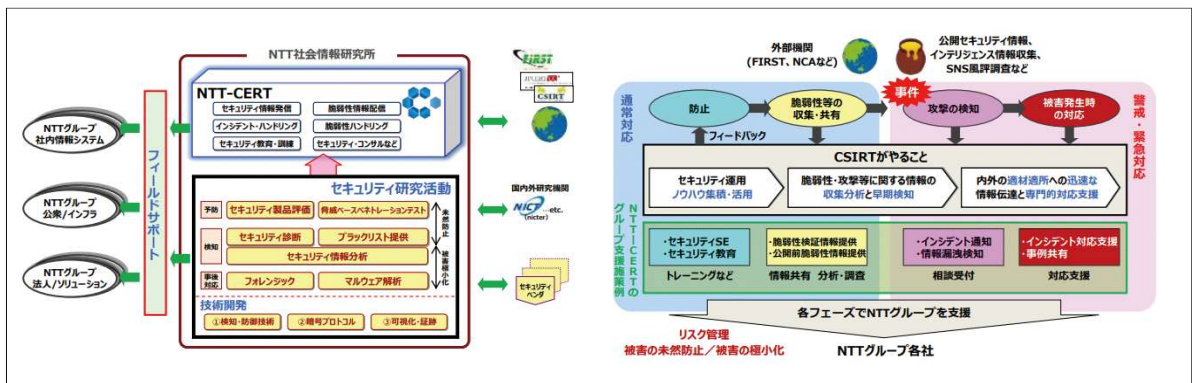 NTT社会情報研究所
NTT-CERT
セキュリティ情報発信
脆弱性情報配信
インシデント・ハンドリング
脆弱性ハンドリング
セキュリティ教育・訓練
セキュリティ・コンサルなど
NTTグループ
社内情報システム
NTTグループ
公衆/インフラ
NTTグループ
法人/ソリューション
フィールドサポート
セキュリティ研究活動
予防
セキュリティ製品評価
脅威ベースペネトレーションテスト
検知
セキュリティ診断
ブラックリスト提供
セキュリティ情報分析
事後
対応
フォレンジック
マルウェア解析
未然防止
被害極小化
技術開発
①検知・防御技術
②暗号プロトコル
③可視化・証跡
FIRST
CSIRT
国内外研究機関
NICT …etc.
(nicter)
セキュリティ
ベンダ
外部機関
(FIRST、NCAなど)
公開セキュリティ情報、
インテリジェンス情報収集、
SNS風評調査など
通常対応
事件
警戒・緊急対応
防止
脆弱性等の
収集・共有
攻撃の検知
被害発生時
の対応
フィードバック
CSIRTがやること
セキュリティ運用
ノウハウ集積・活用
脆弱性・攻撃等に関する情報の
収集分析と早期検知
内外の適材適所への迅速な
情報伝達と専門的対応支援
NTT-CERTの
グループ支援施策例
・セキュリティSE
・セキュリティ教育
トレーニングなど
・脆弱性検証情報提供
・公開前脆弱性情報提供
情報共有 分析・調査
・インシデント通知
・情報漏洩検知
相談受付
・インシデント対応支援
・事例共有
対応支援
各フェーズでNTTグループを支援
リスク管理
被害の未然防止／被害の極小化
NTTグループ各社